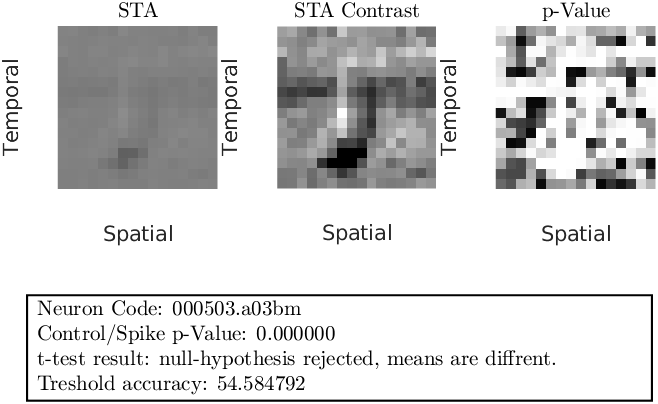 STA
STA Contrast
p-Value
Temporal
Temporal
Temporal
Spatial
Spatial
Spatial
Neuron Code: 000503.a03bm
Control/Spike p-Value: 0.000000
t-test result: null-hypothesis rejected, means are diffrent.
Treshold accuracy: 54.584792